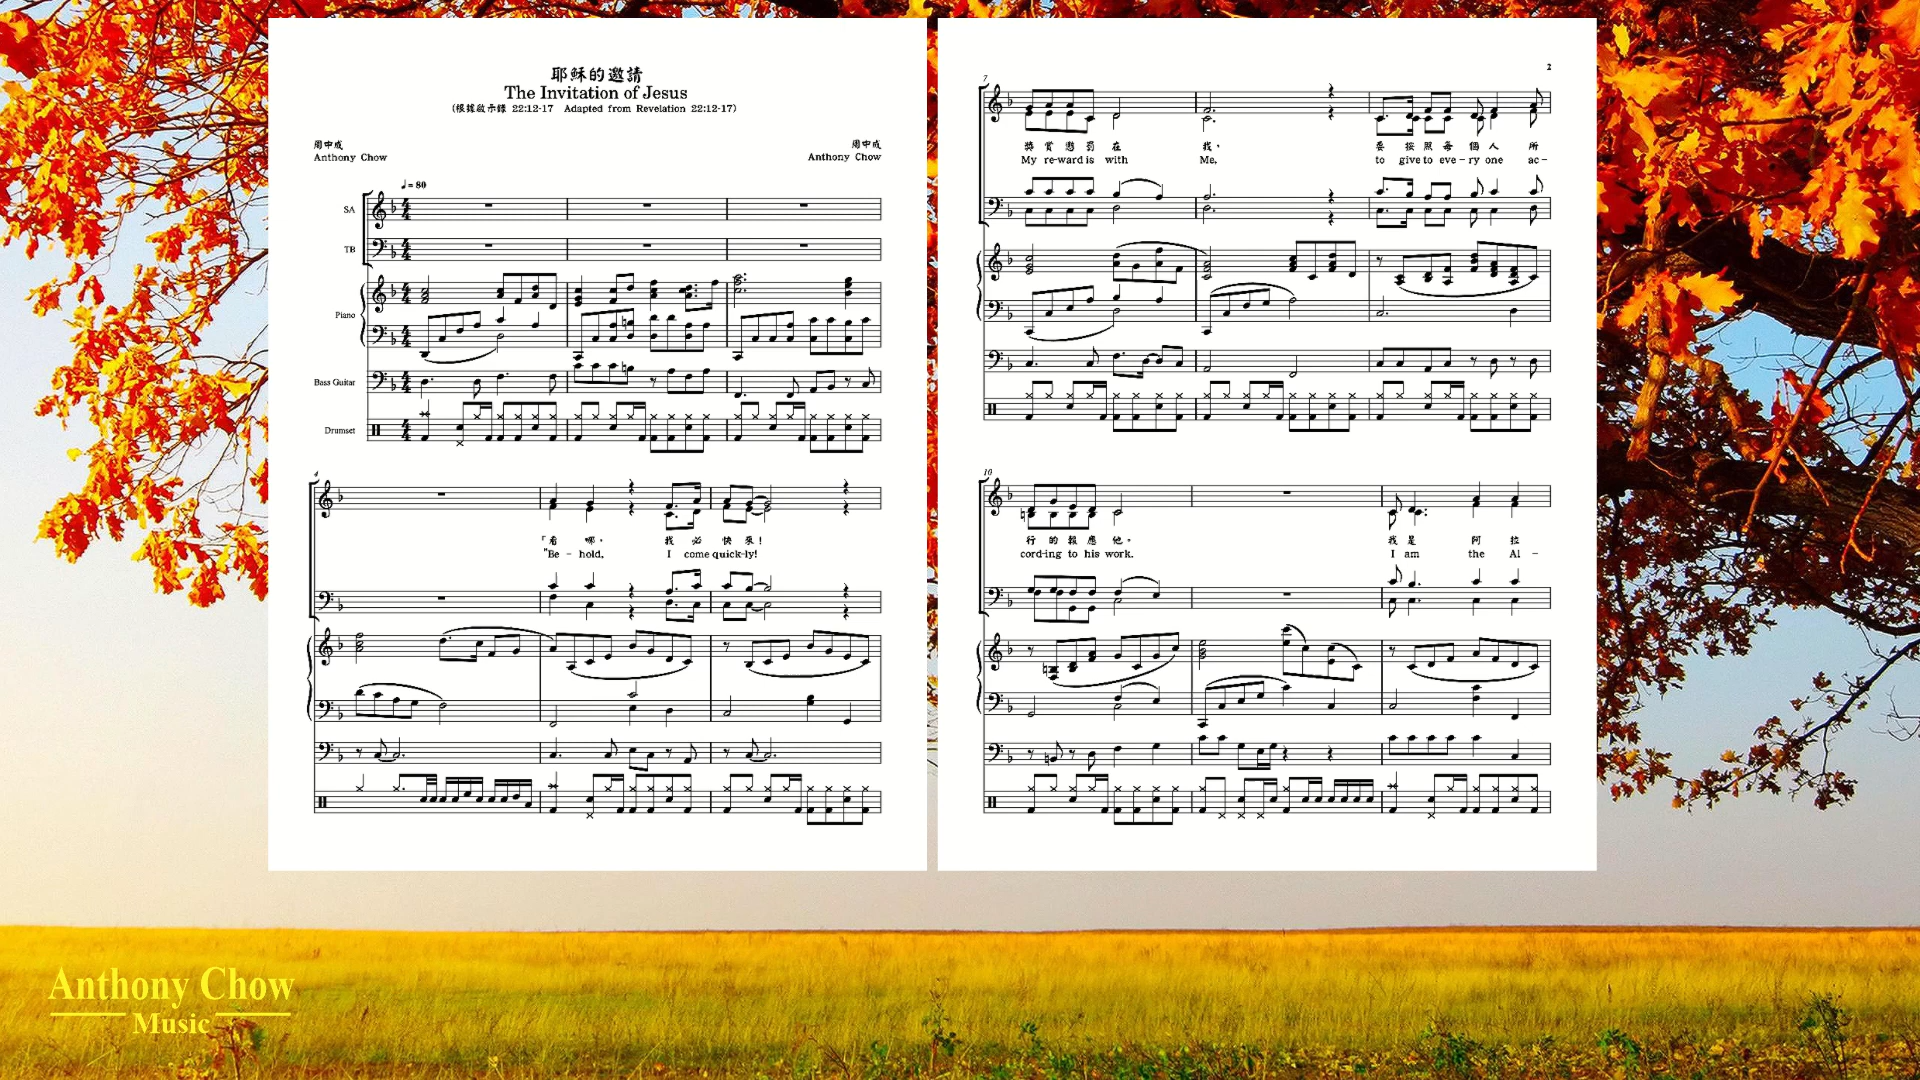 耶穌的邀請
The Invitation of Jesus
(根據啟示錄 22:12-17 Adapted from Revelation 22:12-17)
周中成
Anthony Chow
周中成
Anthony Chow
♩= 80
SA
TB
Piano
Bass Guitar
Drumset
4
「看 哪, 我 必 快 來!
"Be - hold, I come quick-ly!
2
7
獎 賞 在 我,
My re-ward is with Me,
要 按 照 每 個 人 所
to give to eve - ry one ac -
10
行 的 報 應 他。
cord-ing to his work.
我 是 阿 拉
I am the Al -
Anthony Chow
Music